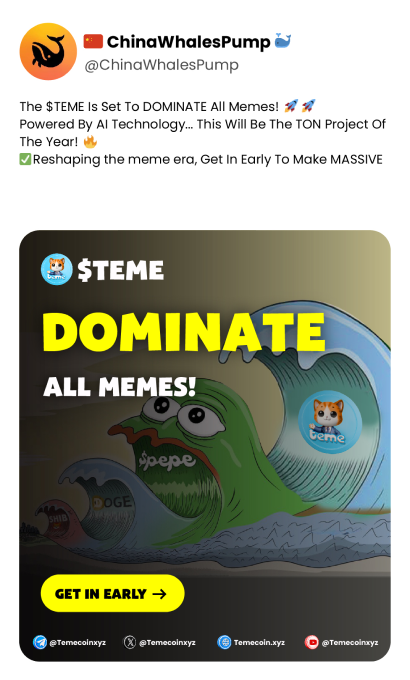 🇨🇳 ChinaWhalesPump 🐳
@ChinaWhalesPump
The $TEME Is Set To DOMINATE All Memes! 🚀 🚀
Powered By AI Technology... This Will Be The TON Project Of
The Year! 🔥
✅Reshaping the meme era, Get In Early To Make MASSIVE
teme
$TEME
DOMINATE
ALL MEMES!
teme
$pepe
DOGE
SHIB
GET IN EARLY →
@Temecoinxyz
@Temecoinxyz
Temecoin.xyz
@Temecoinxyz